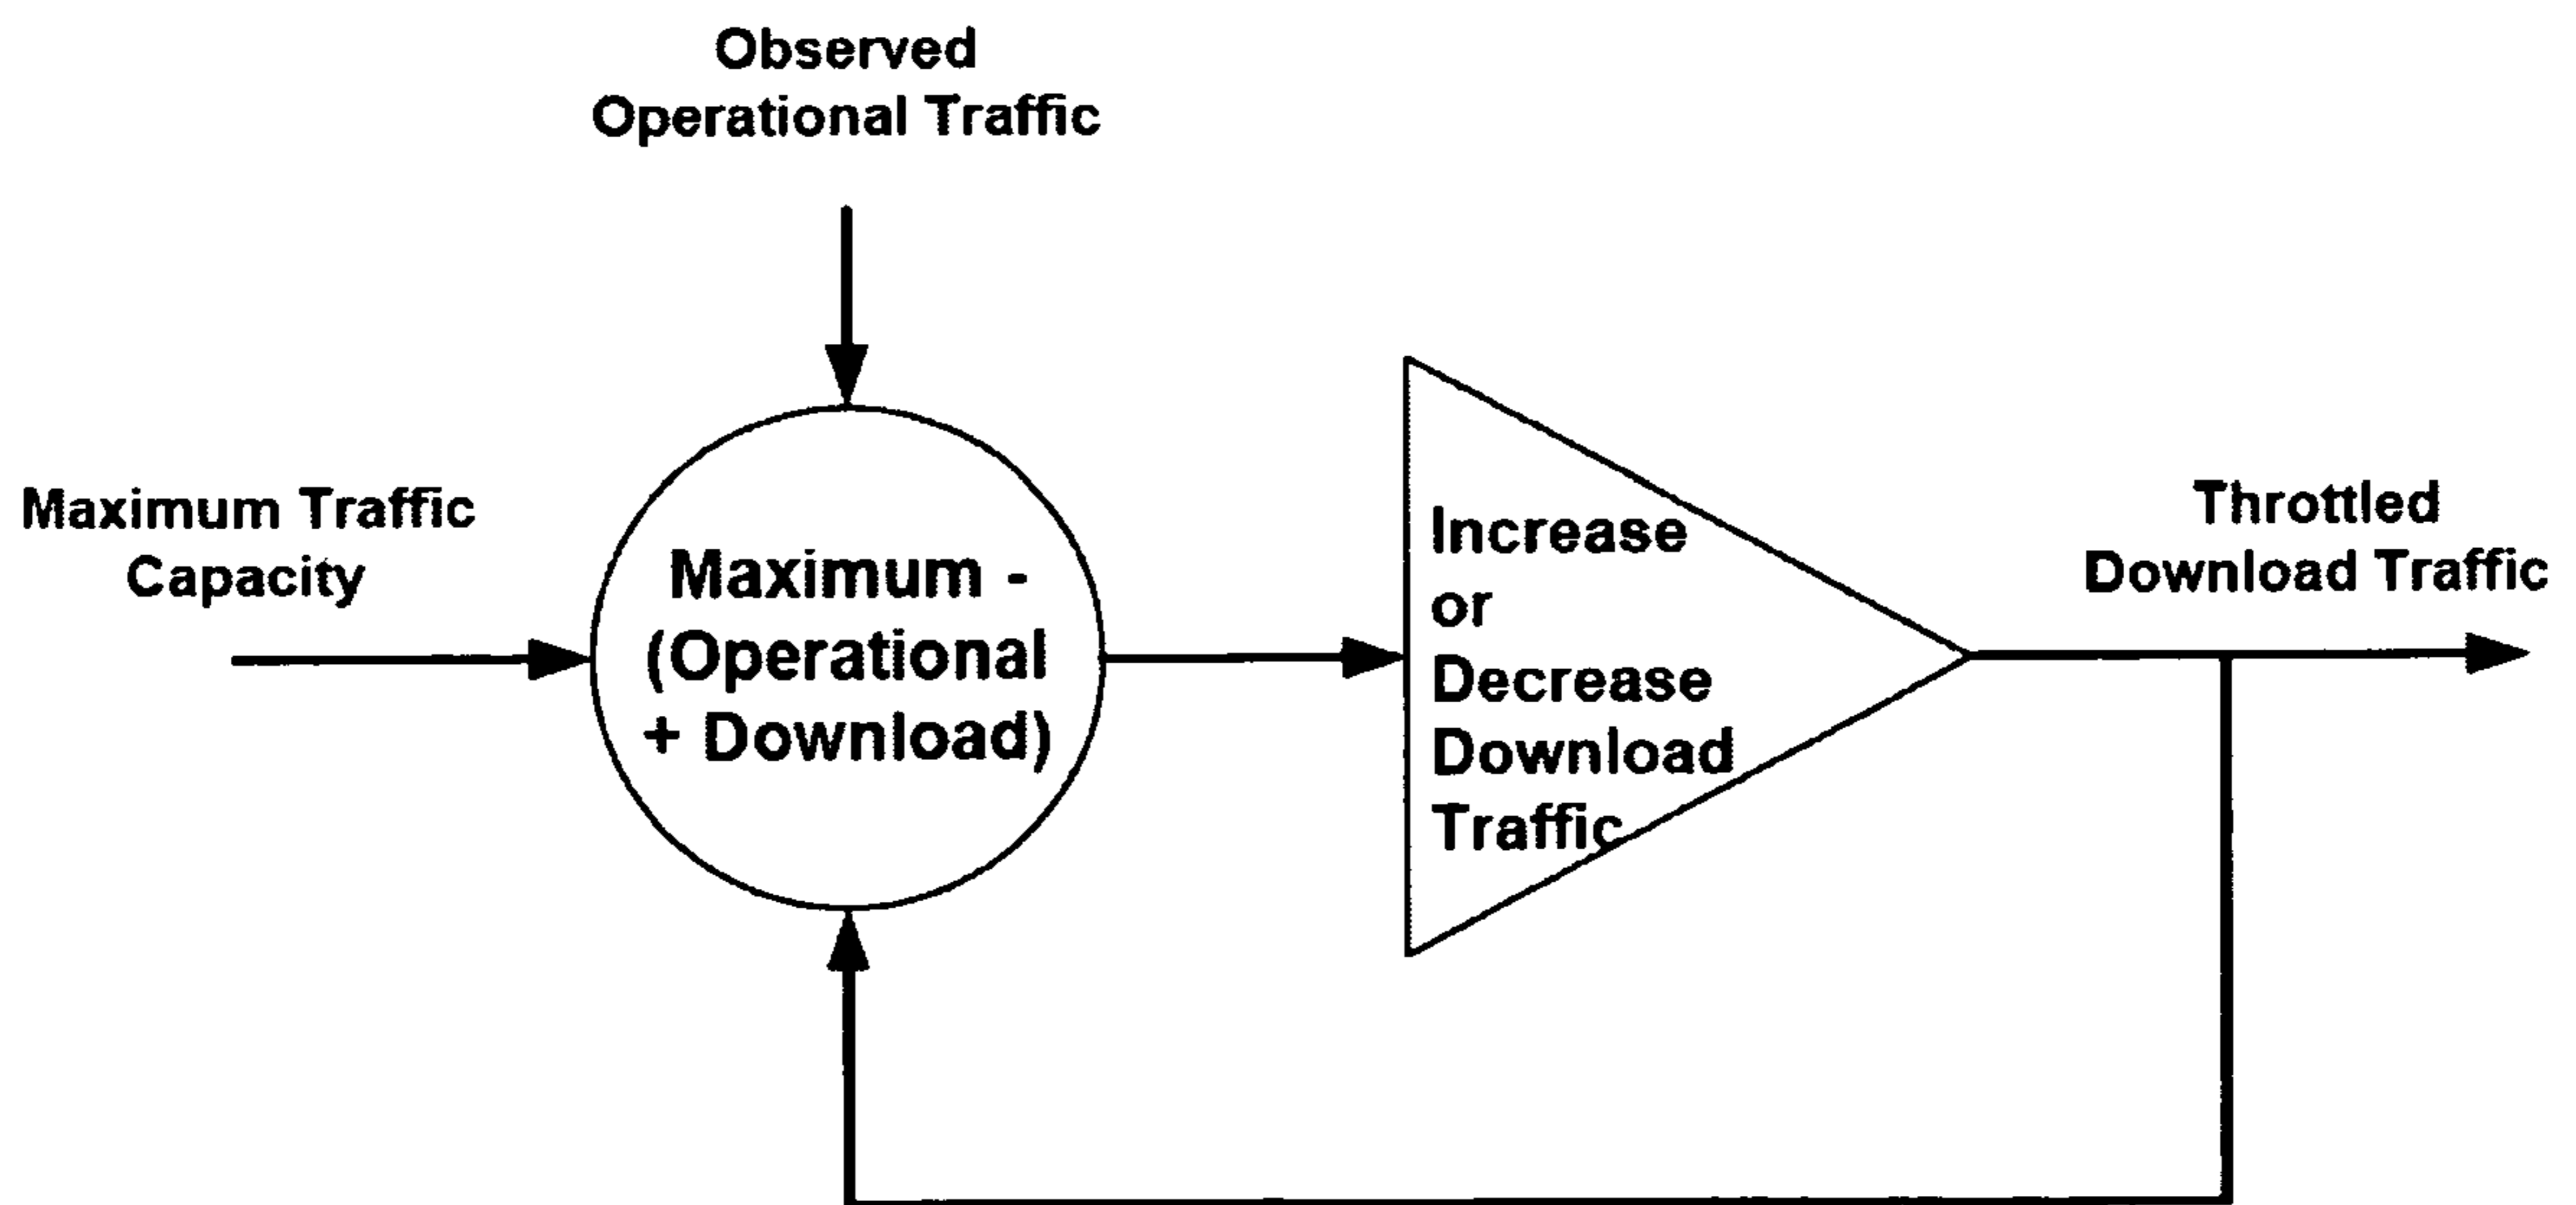 Observed
Operational Traffic
Maximum Traffic
Capacity
Maximum -
(Operational
+ Download)
Increase
or
Decrease
Download
Traffic
Throttled
Download Traffic